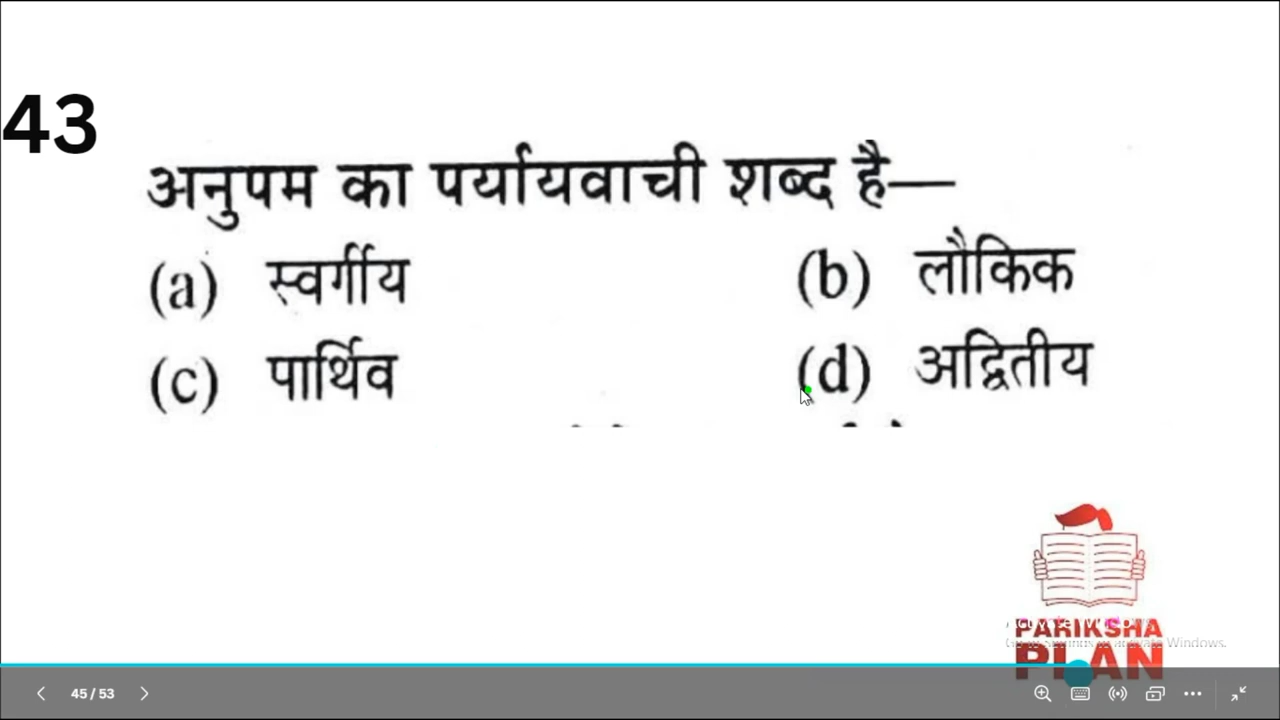 43
अनुपम का पर्यायवाची शब्द है—
(a) स्वर्गीय (b) लौकिक
(c) पार्थिव (d) अद्वितीय
PARIKSHA
PLAN
45 / 53